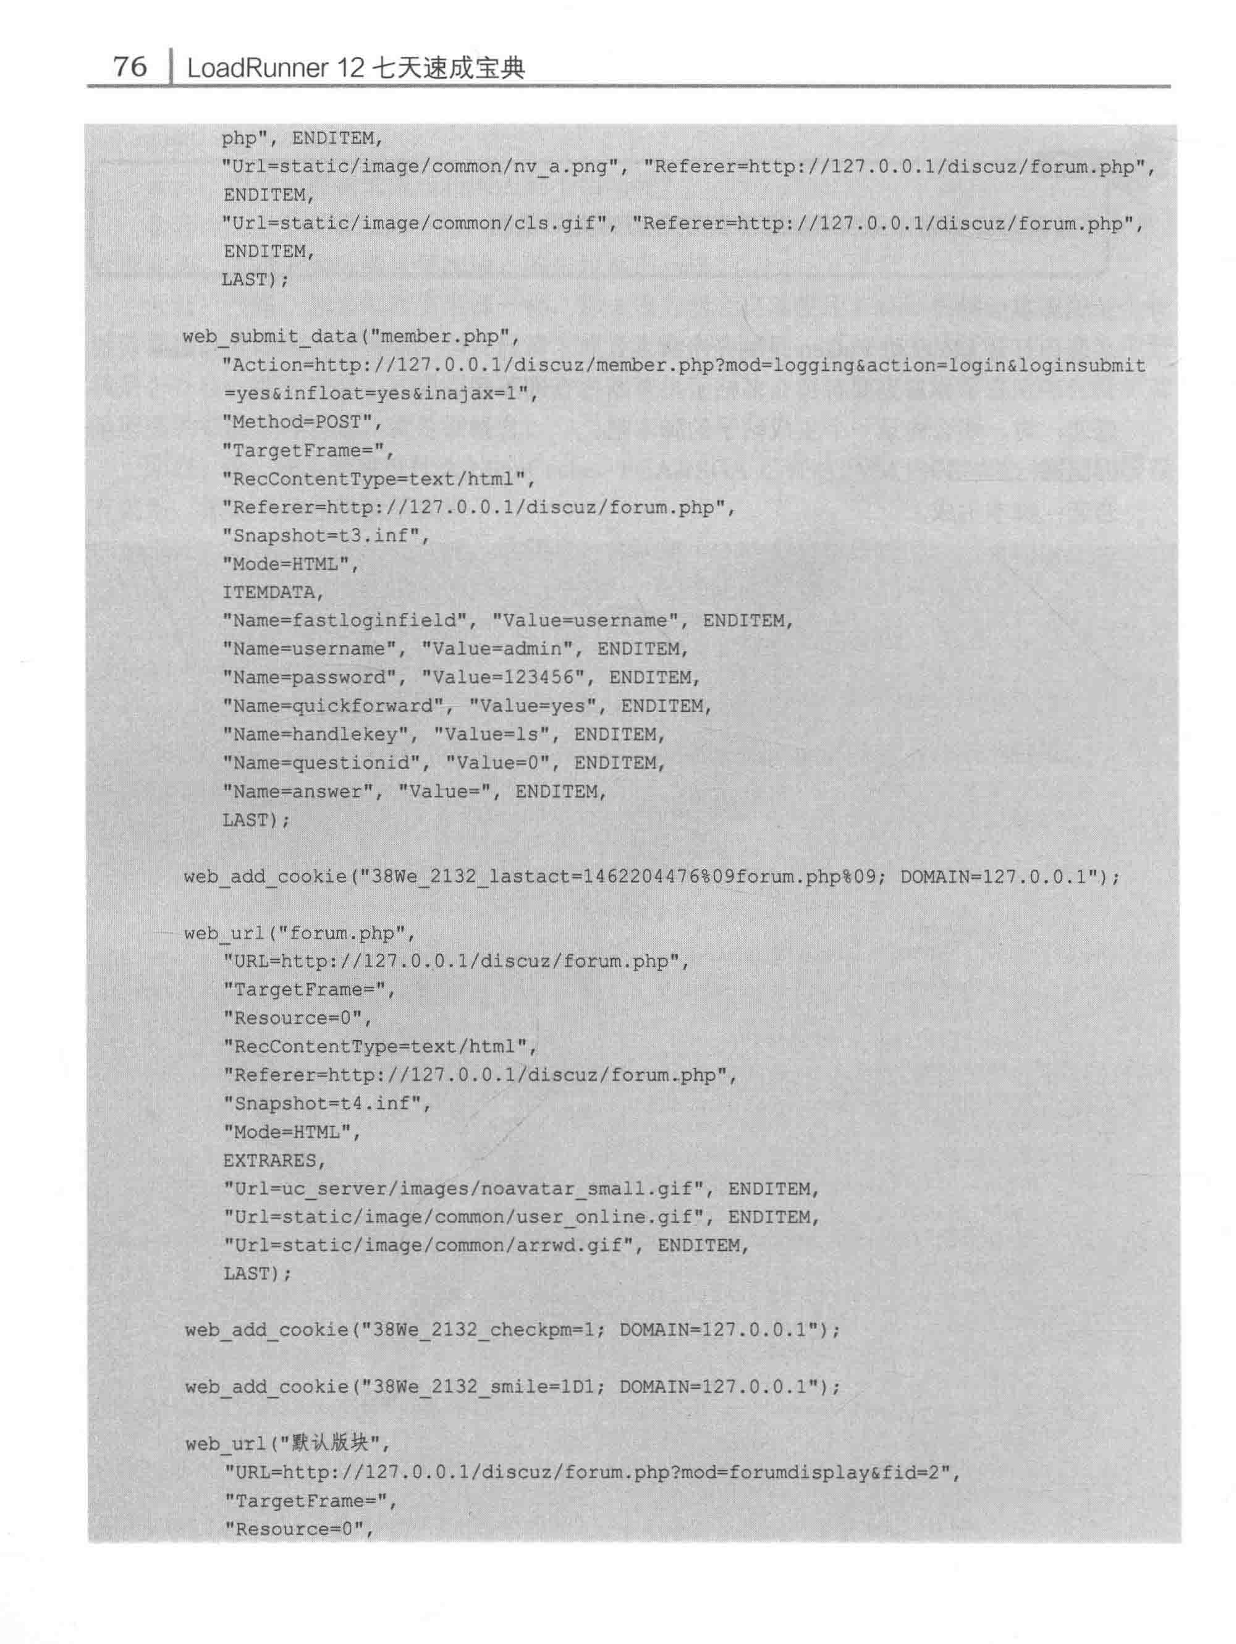 76 LoadRunner 12 七天速成宝典
php", ENDITEM,
"Url=static/image/common/nv_a.png", "Referer=http://127.0.0.1/discuz/forum.php",
ENDITEM,
"Url=static/image/common/cls.gif", "Referer=http://127.0.0.1/discuz/forum.php",
ENDITEM,
LAST);
web_submit_data("member.php",
"Action=http://127.0.0.1/discuz/member.php?mod=logging&action=login&loginsubmit
=yes&infloat=yes&inajax=1",
"Method=POST",
"TargetFrame=",
"RecContentType=text/html",
"Referer=http://127.0.0.1/discuz/forum.php",
"Snapshot=t3.inf",
"Mode=HTML",
ITEMDATA,
"Name=fastloginfield", "Value=username", ENDITEM,
"Name=username", "Value=admin", ENDITEM,
"Name=password", "Value=123456", ENDITEM,
"Name=quickforward", "Value=yes", ENDITEM,
"Name=handlekey", "Value=ls", ENDITEM,
"Name=questionid", "Value=0", ENDITEM,
"Name=answer", "Value=", ENDITEM,
LAST);
web_add_cookie("38We_2132_lastact=1462204476%09forum.php%09; DOMAIN=127.0.0.1");
web_url("forum.php",
"URL=http://127.0.0.1/discuz/forum.php",
"TargetFrame=",
"Resource=0",
"RecContentType=text/html",
"Referer=http://127.0.0.1/discuz/forum.php",
"Snapshot=t4.inf",
"Mode=HTML",
EXTRARES,
"Url=uc_server/images/noavatar_small.gif", ENDITEM,
"Url=static/image/common/user_online.gif", ENDITEM,
"Url=static/image/common/arrwd.gif", ENDITEM,
LAST);
web_add_cookie("38We_2132_checkpm=1; DOMAIN=127.0.0.1");
web_add_cookie("38We_2132_smile=1D1; DOMAIN=127.0.0.1");
web_url("默认版块",
"URL=http://127.0.0.1/discuz/forum.php?mod=forumdisplay&fid=2",
"TargetFrame=",
"Resource=0",